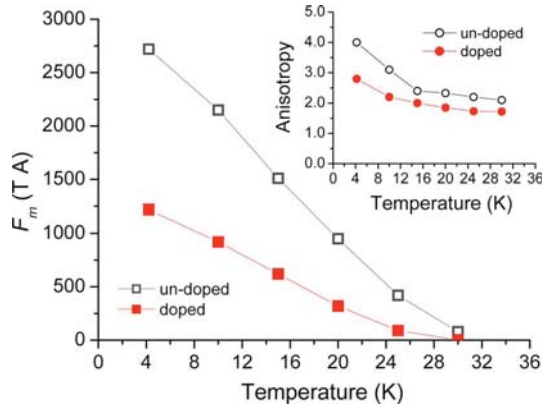 3000
2500
2000
1500
1000
500
0
F_m (T A)
0 4 8 12 16 20 24 28 32 36
Temperature (K)
un-doped
doped
5.0
4.0
3.0
2.0
1.0
0.0
Anisotropy
0 4 8 12 16 20 24 28 32 36
Temperature (K)
un-doped
doped